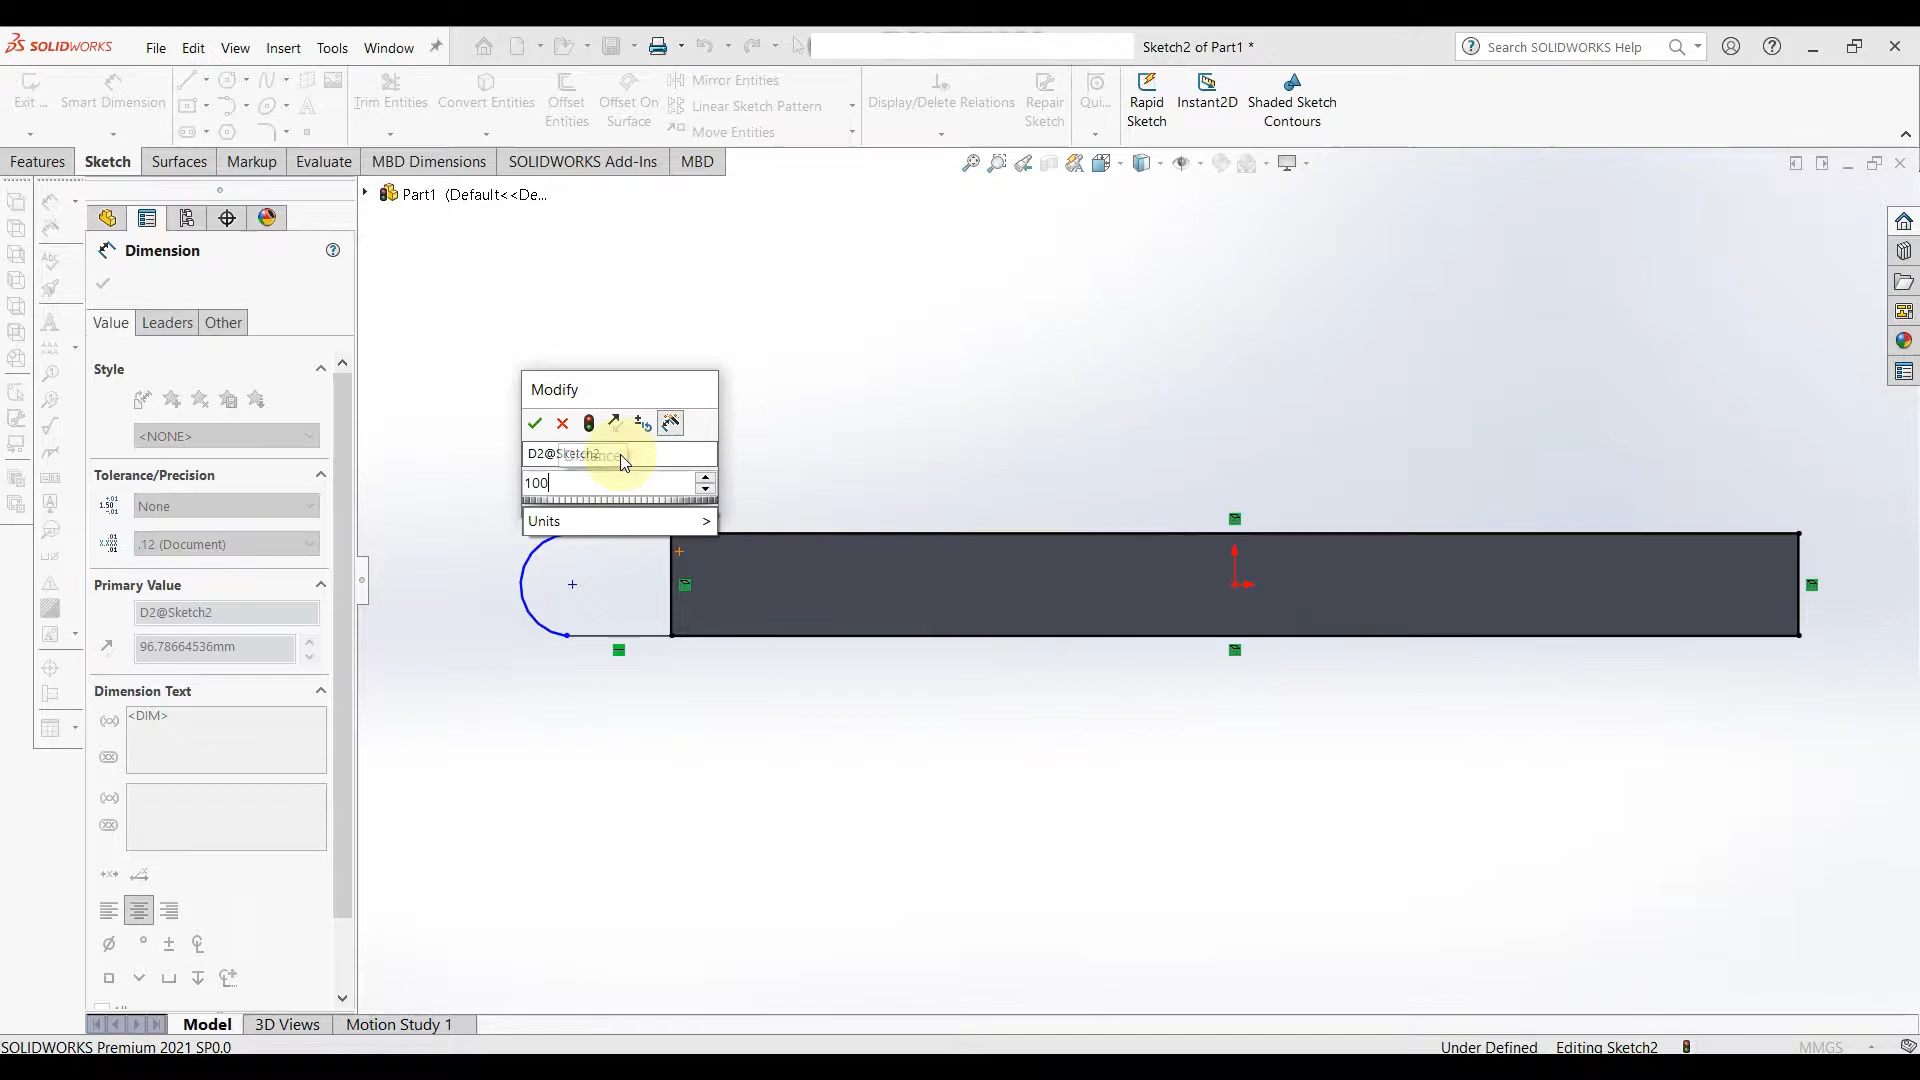 SOLIDWORKS
File Edit View Insert Tools Window
Sketch2 of Part1 *
Search SOLIDWORKS Help
Exit ...
Smart Dimension
Trim Entities
Convert Entities
Offset
Entities
Offset On
Surface
Mirror Entities
Linear Sketch Pattern
Move Entities
Display/Delete Relations
Repair
Sketch
Qui...
Rapid
Sketch
Instant2D
Shaded Sketch
Contours
Features Sketch Surfaces Markup Evaluate MBD Dimensions SOLIDWORKS Add-Ins MBD
Part1 (Default<<De...
Dimension
Value Leaders Other
Style
<NONE>
Tolerance/Precision
None
.12 (Document)
Primary Value
D2@Sketch2
96.78664536mm
Dimension Text
<DIM>
Modify
D2@Sketch2
100
Units >
Model 3D Views Motion Study 1
SOLIDWORKS Premium 2021 SP0.0
Under Defined Editing Sketch2 MMGS